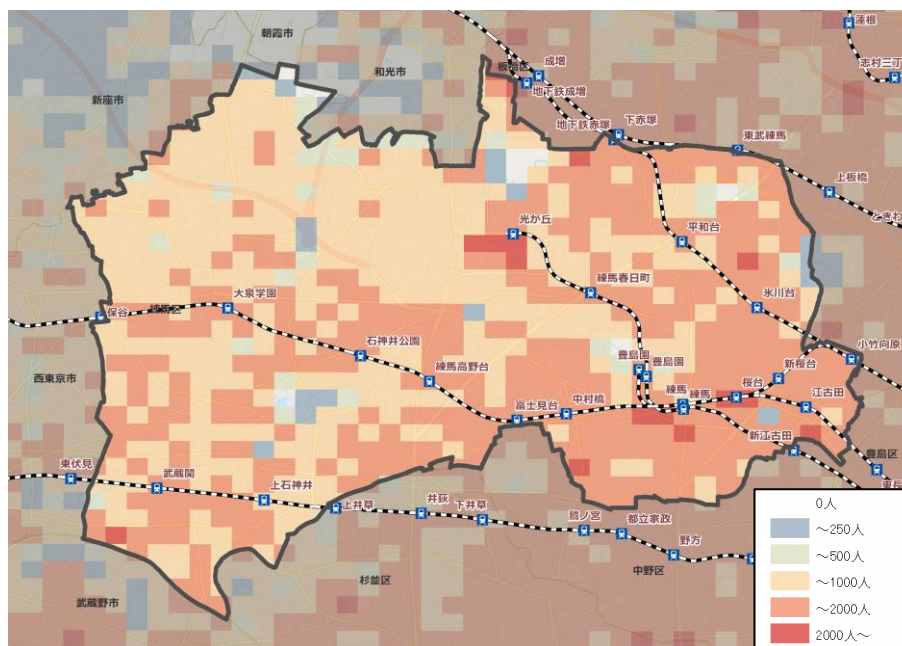 蓮根
朝霞市
志村三丁
和光市
板橋区
成増
地下鉄成増
新座市
地下鉄赤塚
下赤塚
東武練馬
上板橋
ときわ
光が丘
平和台
練馬春日町
大泉学園
氷川台
保谷
練馬区
石神井公園
小竹向原
豊島園
豊島園
新桜台
練馬高野台
西東京市
桜台
練馬
練馬
江古田
富士見台
中村橋
新江古田
豊島区
東伏見
武蔵関
上石神井
東長
上井草
井荻
下井草
鷺ノ宮
都立家政
野方
中野区
杉並区
武蔵野市
0人
～250人
～500人
～1000人
～2000人
2000人～